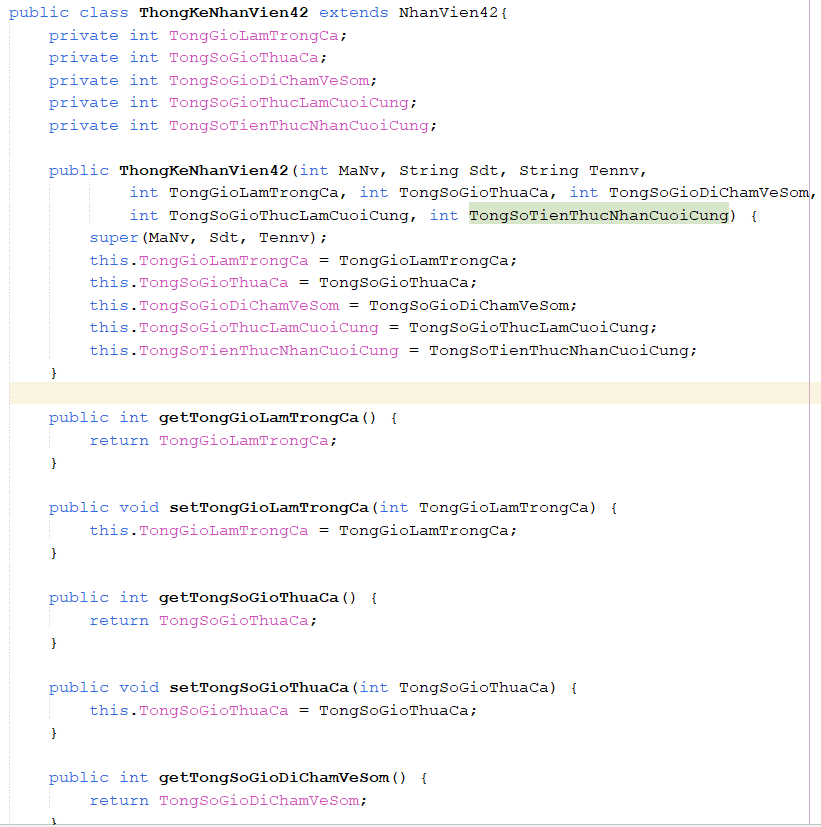 public class ThongKeNhanVien42 extends NhanVien42{
private int TongGioLamTrongCa;
private int TongSoGioThuaCa;
private int TongSoGioDiChamVeSom;
private int TongSoGioThucLamCuoiCung;
private int TongSoTienThucNhanCuoiCung;
public ThongKeNhanVien42(int MaNv, String Sdt, String Tennv,
int TongGioLamTrongCa, int TongSoGioThuaCa, int TongSoGioDiChamVeSom,
int TongSoGioThucLamCuoiCung, int TongSoTienThucNhanCuoiCung) {
super(MaNv, Sdt, Tennv);
this.TongGioLamTrongCa = TongGioLamTrongCa;
this.TongSoGioThuaCa = TongSoGioThuaCa;
this.TongSoGioDiChamVeSom = TongSoGioDiChamVeSom;
this.TongSoGioThucLamCuoiCung = TongSoGioThucLamCuoiCung;
this.TongSoTienThucNhanCuoiCung = TongSoTienThucNhanCuoiCung;
}
public int getTongGioLamTrongCa() {
return TongGioLamTrongCa;
}
public void setTongGioLamTrongCa(int TongGioLamTrongCa) {
this.TongGioLamTrongCa = TongGioLamTrongCa;
}
public int getTongSoGioThuaCa() {
return TongSoGioThuaCa;
}
public void setTongSoGioThuaCa(int TongSoGioThuaCa) {
this.TongSoGioThuaCa = TongSoGioThuaCa;
}
public int getTongSoGioDiChamVeSom() {
return TongSoGioDiChamVeSom;
}